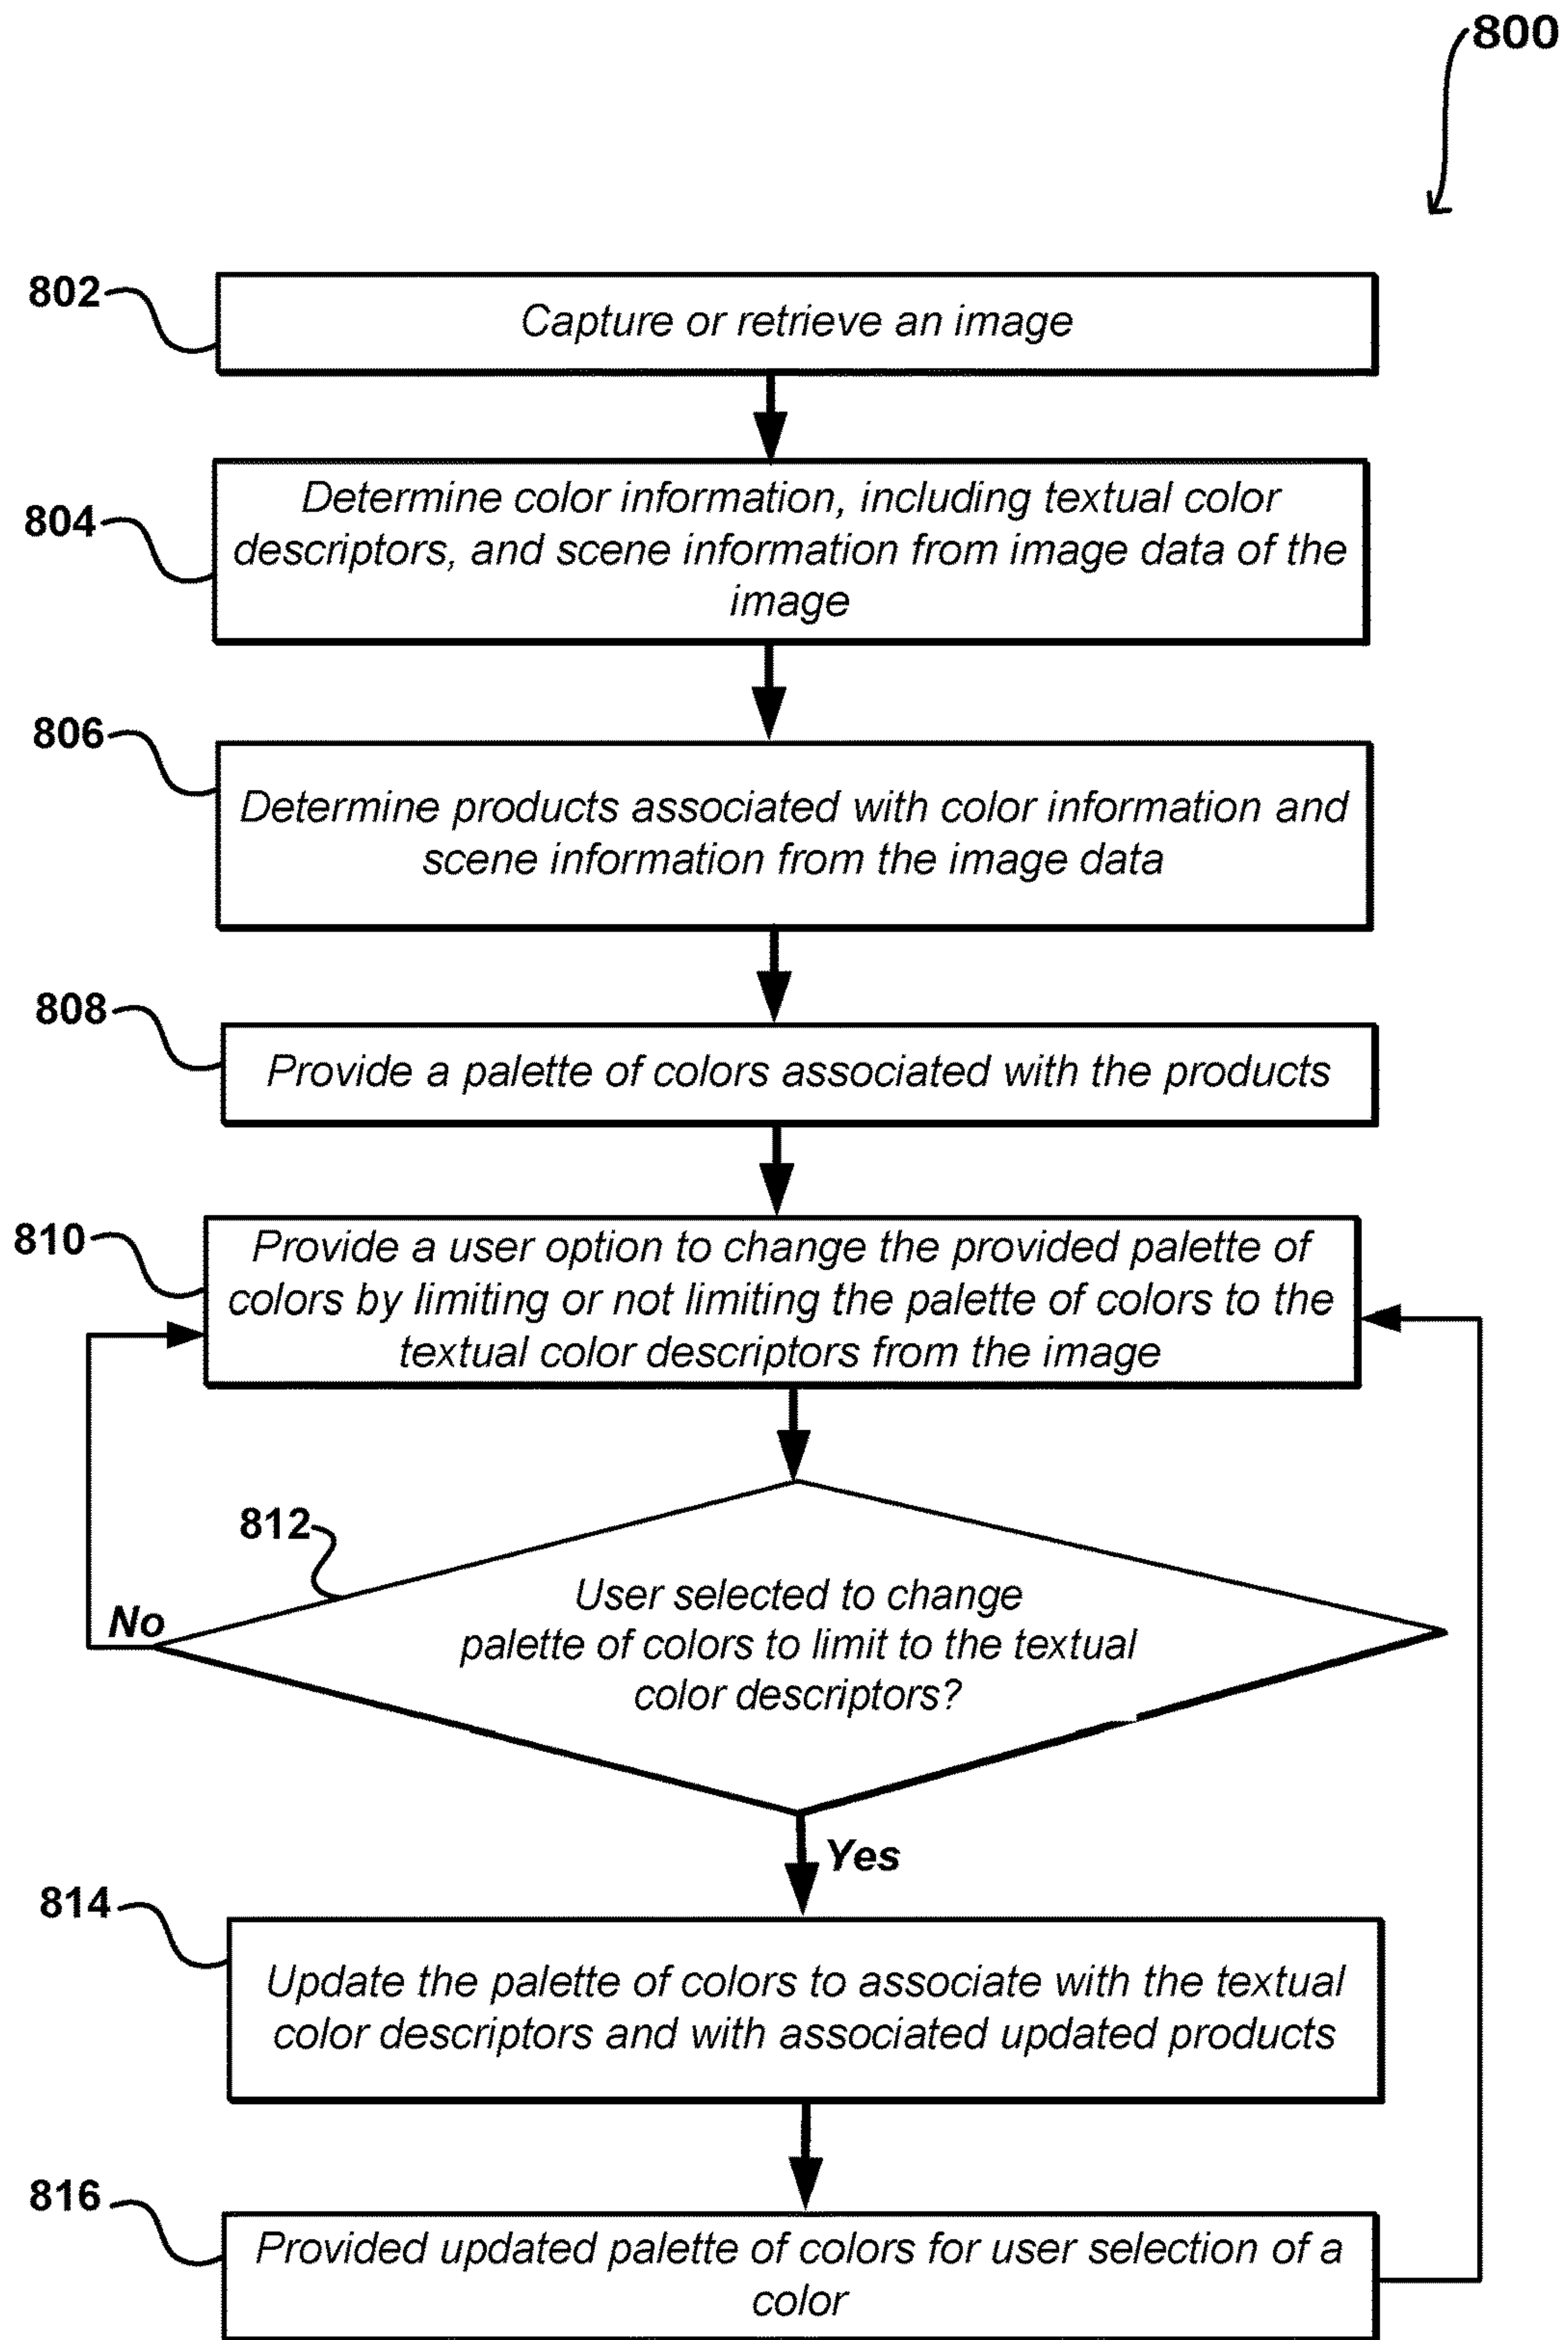 800
802
Capture or retrieve an image
804
Determine color information, including textual color
descriptors, and scene information from image data of the
image
806
Determine products associated with color information and
scene information from the image data
808
Provide a palette of colors associated with the products
810
Provide a user option to change the provided palette of
colors by limiting or not limiting the palette of colors to the
textual color descriptors from the image
812
User selected to change
palette of colors to limit to the textual
color descriptors?
No
Yes
814
Update the palette of colors to associate with the textual
color descriptors and with associated updated products
816
Provided updated palette of colors for user selection of a
color